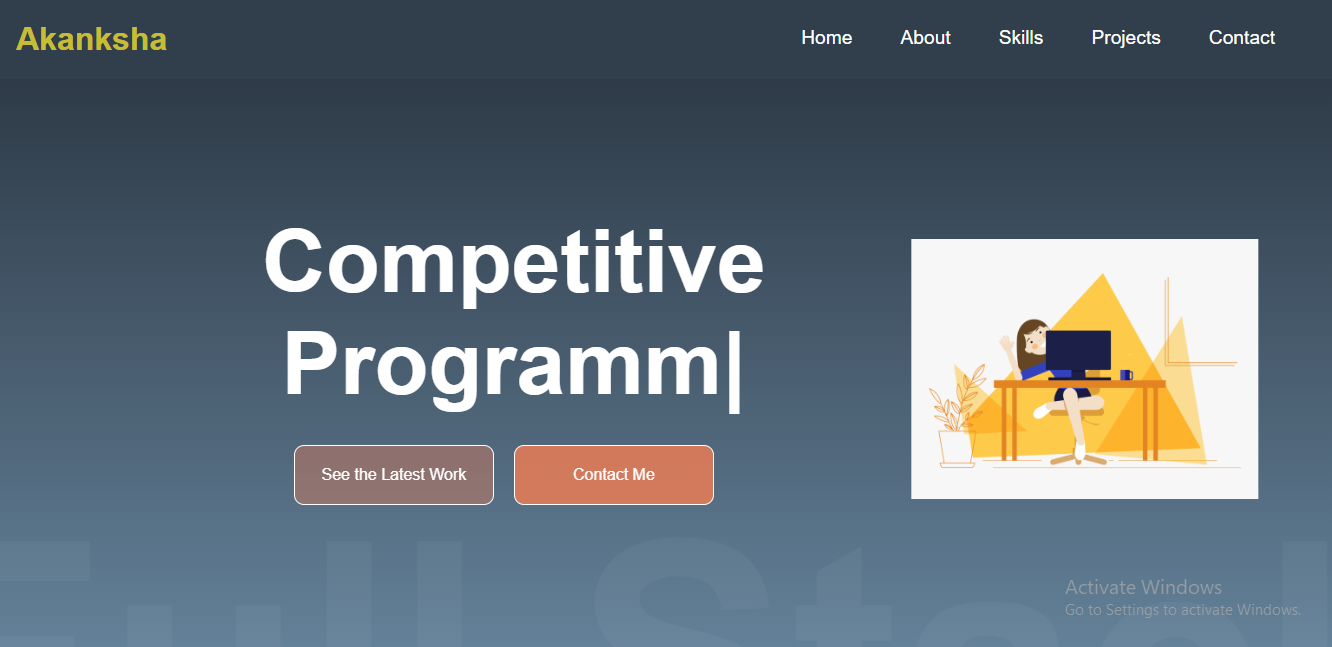 Akanksha
Home About Skills Projects Contact
Competitive
Programm|
See the Latest Work
Contact Me
Full Stack
Activate Windows
Go to Settings to activate Windows.